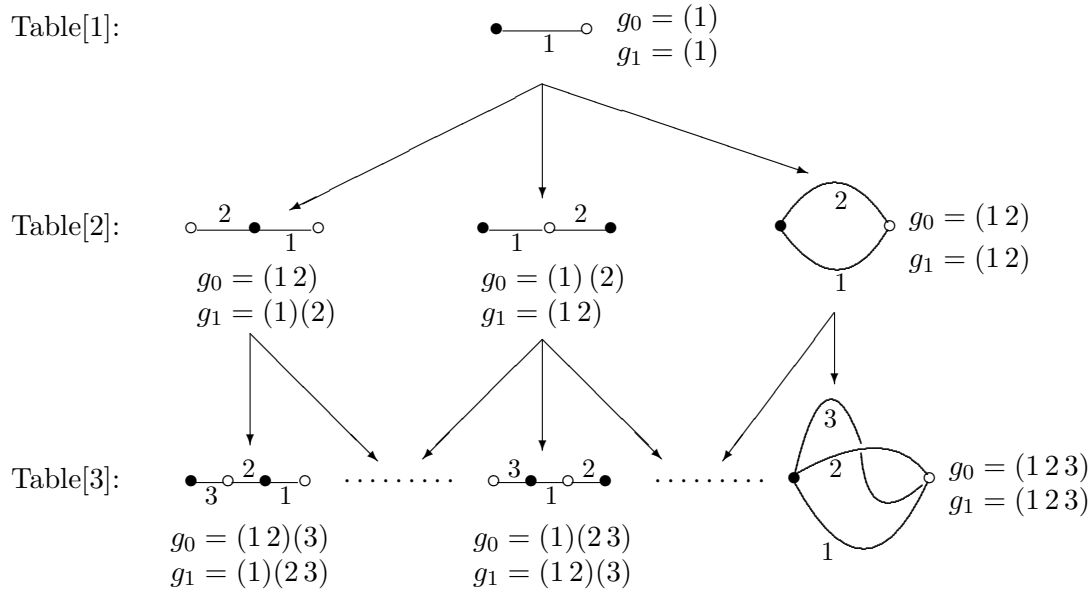 Table[1]:
1
g₀ = (1)
g₁ = (1)
Table[2]:
2
1
g₀ = (1 2)
g₁ = (1)(2)
1
2
g₀ = (1) (2)
g₁ = (1 2)
2
1
g₀ = (1 2)
g₁ = (1 2)
Table[3]:
3
2
1
g₀ = (1 2)(3)
g₁ = (1)(2 3)
. . . . . . . . .
3
1
2
g₀ = (1)(2 3)
g₁ = (1 2)(3)
. . . . . . . . .
3
2
1
g₀ = (1 2 3)
g₁ = (1 2 3)